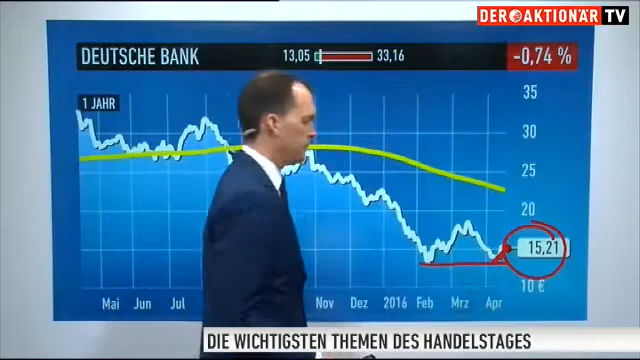 DER AKTIONÄR TV
DEUTSCHE BANK 13,05 33,16 -0,74 %
1 JAHR
35
30
25
20
15,21
10 €
Mai Jun Jul Nov Dez 2016 Feb Mrz Apr
DIE WICHTIGSTEN THEMEN DES HANDELSTAGES